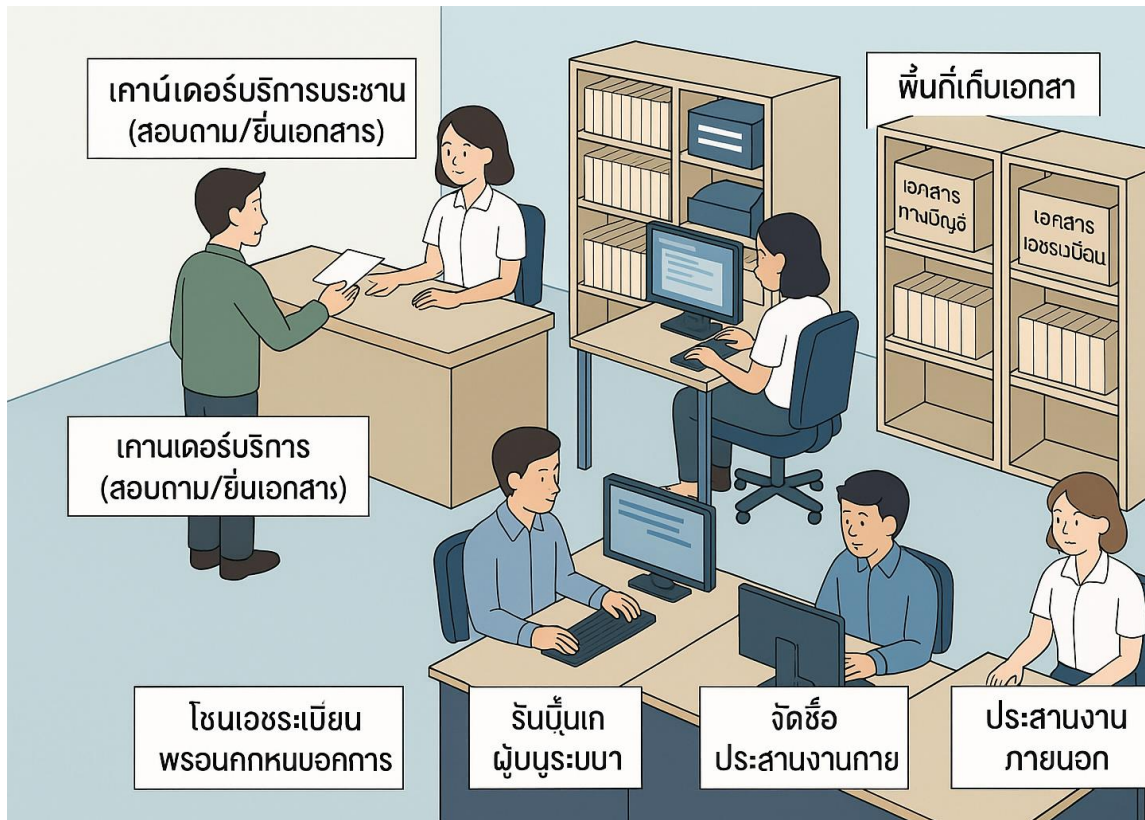 เคาน์เดอร์บริการบระชาน
(สอบถาม/ยื่นเอกสาร)
พื้นที่เก็บเอกสา
เอกสาร
ทางบิญชิ
เอกสาร
เอชรเบือน
เคานเดอร์บริการ
(สอบถาม/ยื่นเอกสาร)
โชนเอชระเบียน
พรอนคกหนบอคการ
รันบุ้นเก
ผู้บนูระบบา
จัดชื้อ
ประสานงานกาย
ประสานงาน
ภายนอก